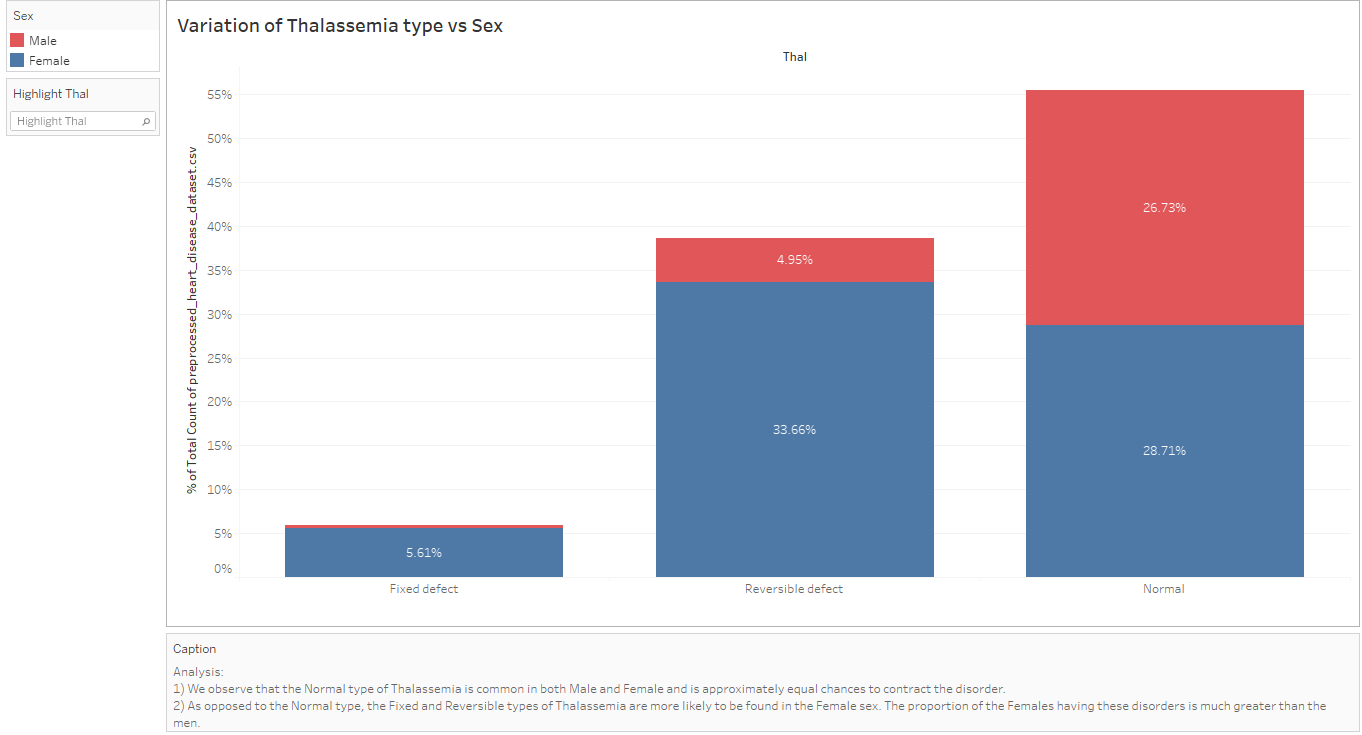 Sex
Male
Female
Highlight Thal
Highlight Thal
Variation of Thalassemia type vs Sex
Thal
% of Total Count of preprocessed_heart_disease_dataset.csv
55%
50%
45%
40%
35%
30%
25%
20%
15%
10%
5%
0%
26.73%
4.95%
33.66%
28.71%
5.61%
Fixed defect
Reversible defect
Normal
Caption
Analysis:
1) We observe that the Normal type of Thalassemia is common in both Male and Female and is approximately equal chances to contract the disorder.
2) As opposed to the Normal type, the Fixed and Reversible types of Thalassemia are more likely to be found in the Female sex. The proportion of the Females having these disorders is much greater than the
men.